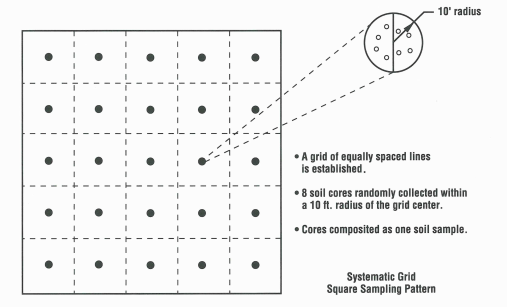 10' radius
• A grid of equally spaced lines
is established.
• 8 soil cores randomly collected within
a 10 ft. radius of the grid center.
• Cores composited as one soil sample.
Systematic Grid
Square Sampling Pattern